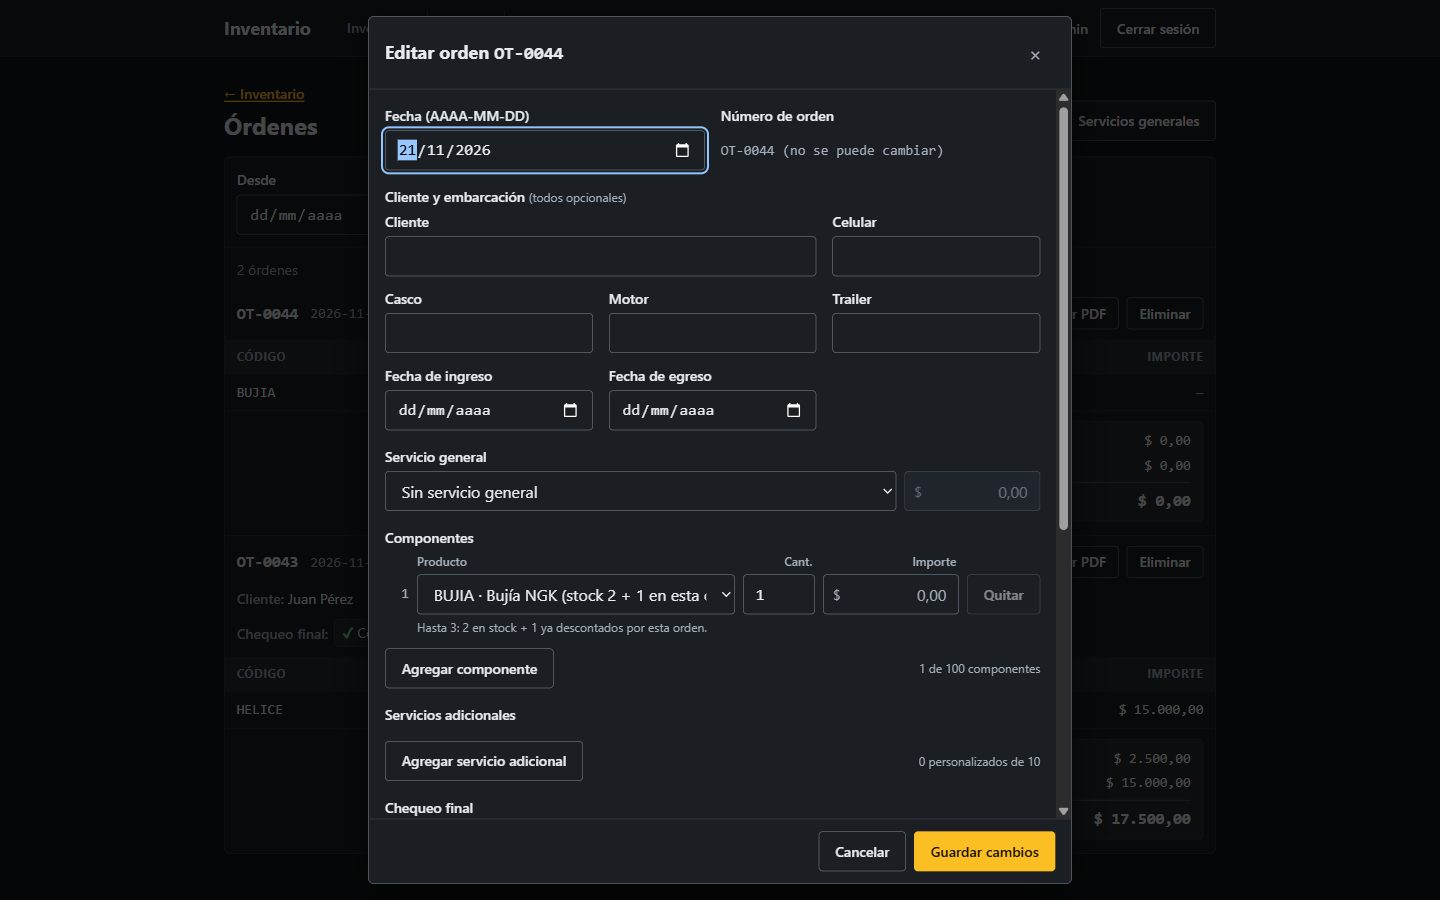 Inventario
Cerrar sesión
← Inventario
Órdenes
Servicios generales
Desde
dd/mm/aaaa
2 órdenes
OT-0044 2026-11-
PDF
Eliminar
CÓDIGO
IMPORTE
BUJIA
—
$ 0,00
$ 0,00
$ 0,00
OT-0043 2026-11-
PDF
Eliminar
Cliente: Juan Pérez
Chequeo final: ✓
CÓDIGO
IMPORTE
HELICE
$ 15.000,00
$ 2.500,00
$ 15.000,00
$ 17.500,00
Editar orden OT-0044
×
Fecha (AAAA-MM-DD)
Número de orden
21/11/2026
OT-0044 (no se puede cambiar)
Cliente y embarcación (todos opcionales)
Cliente
Celular
Casco
Motor
Trailer
Fecha de ingreso
Fecha de egreso
dd/mm/aaaa
dd/mm/aaaa
Servicio general
Sin servicio general
$ 0,00
Componentes
Producto
Cant.
Importe
1
BUJIA · Bujía NGK (stock 2 + 1 en esta
1
$ 0,00
Quitar
Hasta 3: 2 en stock + 1 ya descontados por esta orden.
Agregar componente
1 de 100 componentes
Servicios adicionales
Agregar servicio adicional
0 personalizados de 10
Chequeo final
Cancelar
Guardar cambios